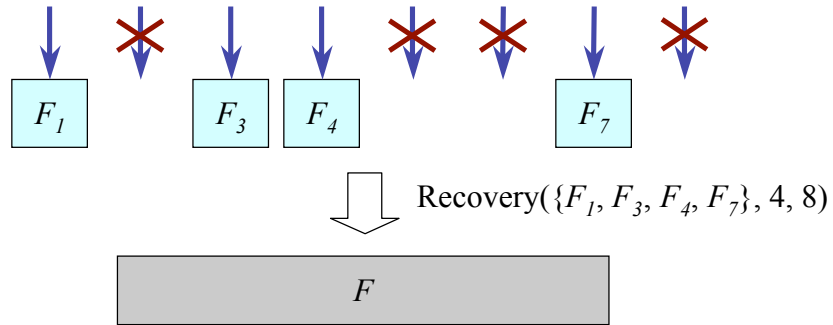 F₁ F₃ F₄ F₇
Recovery({F₁, F₃, F₄, F₇}, 4, 8)
F